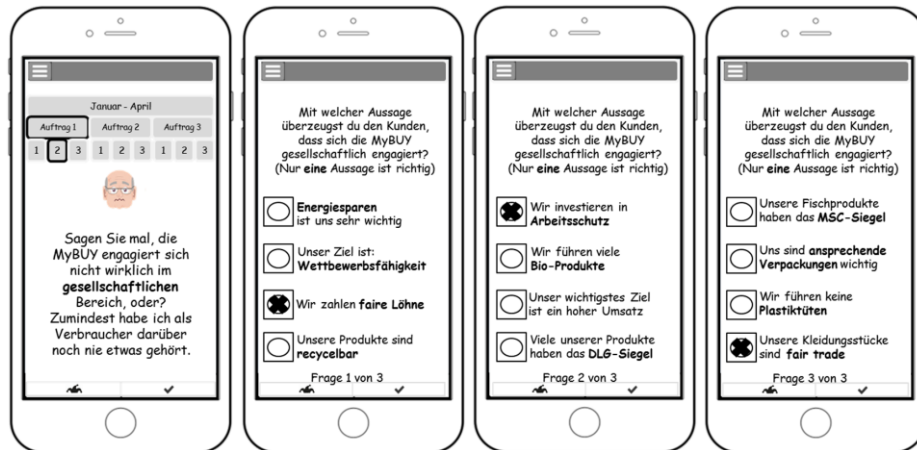 Januar - April
Auftrag 1 Auftrag 2 Auftrag 3
1 2 3 1 2 3 1 2 3
Sagen Sie mal, die
MyBUY engagiert sich
nicht wirklich im
gesellschaftlichen
Bereich, oder?
Zumindest habe ich als
Verbraucher darüber
noch nie etwas gehört.
Mit welcher Aussage
überzeugst du den Kunden,
dass sich die MyBUY
gesellschaftlich engagiert?
(Nur eine Aussage ist richtig)
Energiesparen
ist uns sehr wichtig
Unser Ziel ist:
Wettbewerbsfähigkeit
Wir zahlen faire Löhne
Unsere Produkte sind
recycelbar
Frage 1 von 3
Mit welcher Aussage
überzeugst du den Kunden,
dass sich die MyBUY
gesellschaftlich engagiert?
(Nur eine Aussage ist richtig)
Wir investieren in
Arbeitsschutz
Wir führen viele
Bio-Produkte
Unser wichtigstes Ziel
ist ein hoher Umsatz
Viele unserer Produkte
haben das DLG-Siegel
Frage 2 von 3
Mit welcher Aussage
überzeugst du den Kunden,
dass sich die MyBUY
gesellschaftlich engagiert?
(Nur eine Aussage ist richtig)
Unsere Fischprodukte
haben das MSC-Siegel
Uns sind ansprechende
Verpackungen wichtig
Wir führen keine
Plastiktüten
Unsere Kleidungsstücke
sind fair trade
Frage 3 von 3